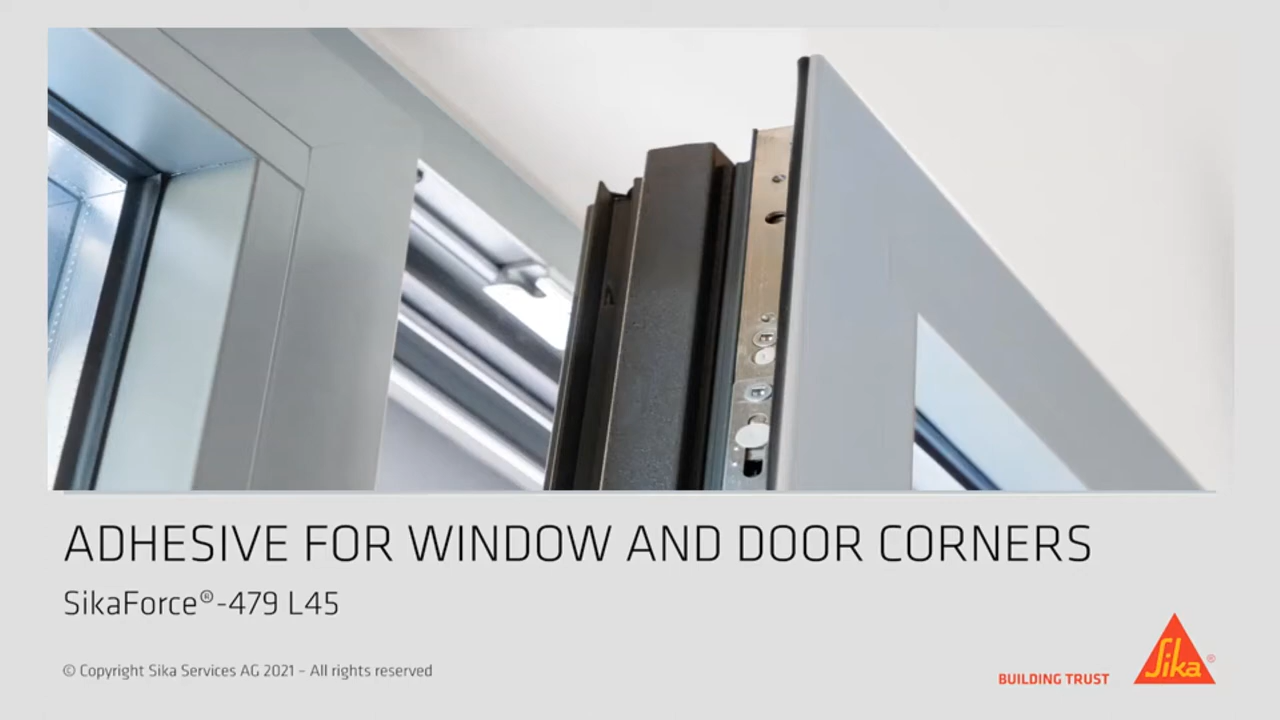 ADHESIVE FOR WINDOW AND DOOR CORNERS
SikaForce®-479 L45
© Copyright Sika Services AG 2021 – All rights reserved
BUILDING TRUST
Sika®